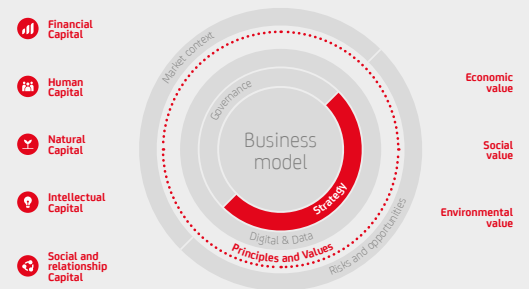 Financial
Capital
Human
Capital
Natural
Capital
Intellectual
Capital
Social and
relationship
Capital
Market context
Governance
Business
model
Strategy
Digital & Data
Principles and Values
Risks and opportunities
Economic
value
Social
value
Environmental
value